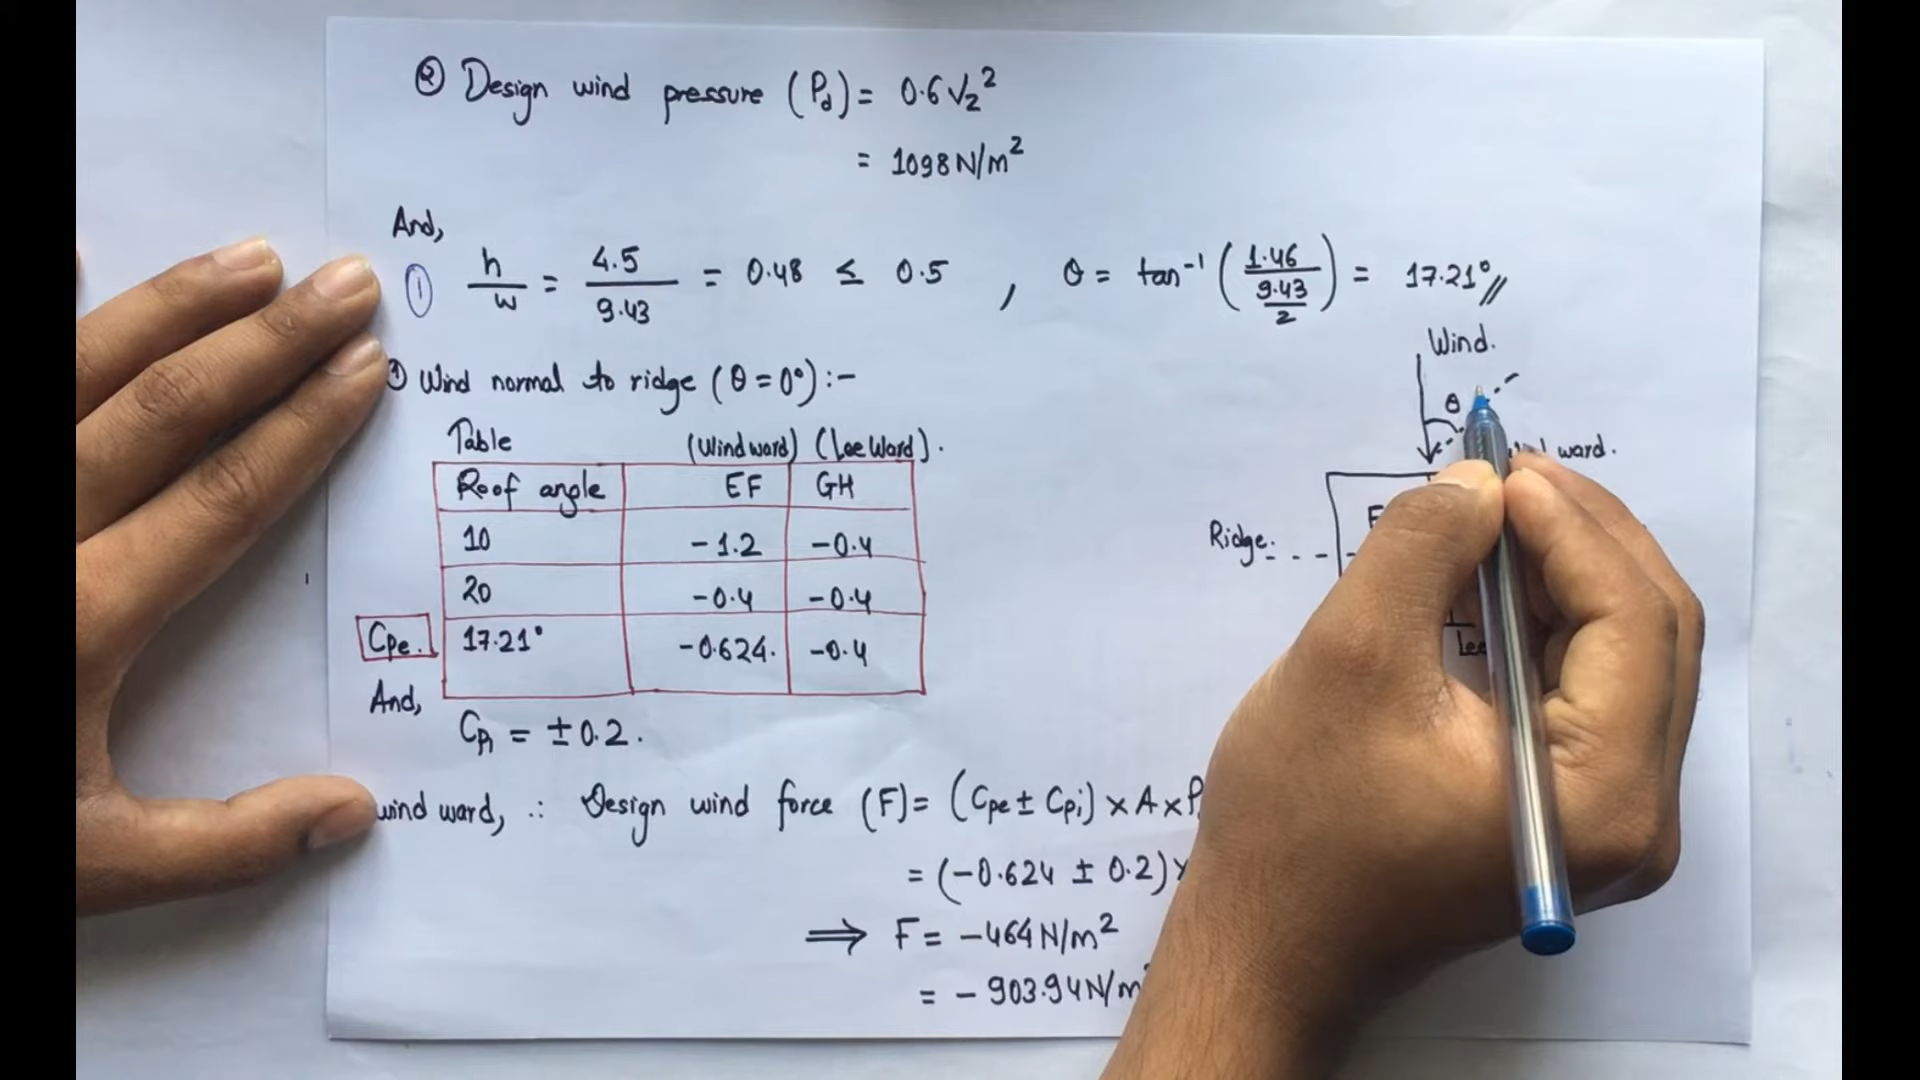 ② Design wind pressure (Pd) = 0.6 Vz²
= 1098 N/m²
And,
① h/w = 4.5/9.43 = 0.48 ≤ 0.5 , θ = tan⁻¹ (1.46/(9.43/2)) = 17.21°//
Wind.
θ
ward.
① Wind normal to ridge (θ = 0°) :-
Table (Wind ward) (Lee Ward).
Roof angle EF GH
10 -1.2 -0.4
20 -0.4 -0.4
Cpe. 17.21° -0.624. -0.4
Ridge.
Lee
And,
Cpi = ± 0.2.
wind ward, ∴ Design wind force (F) = (Cpe ± Cpi) × A × P
= (-0.624 ± 0.2) ×
⇒ F = -464 N/m²
= - 903.94 N/m²